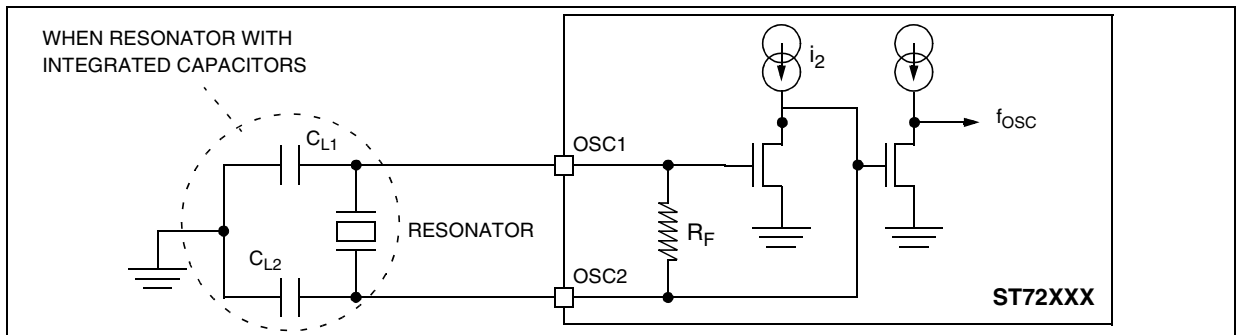 WHEN RESONATOR WITH
INTEGRATED CAPACITORS
i2
fOSC
CL1
OSC1
RESONATOR
RF
CL2
OSC2
ST72XXX